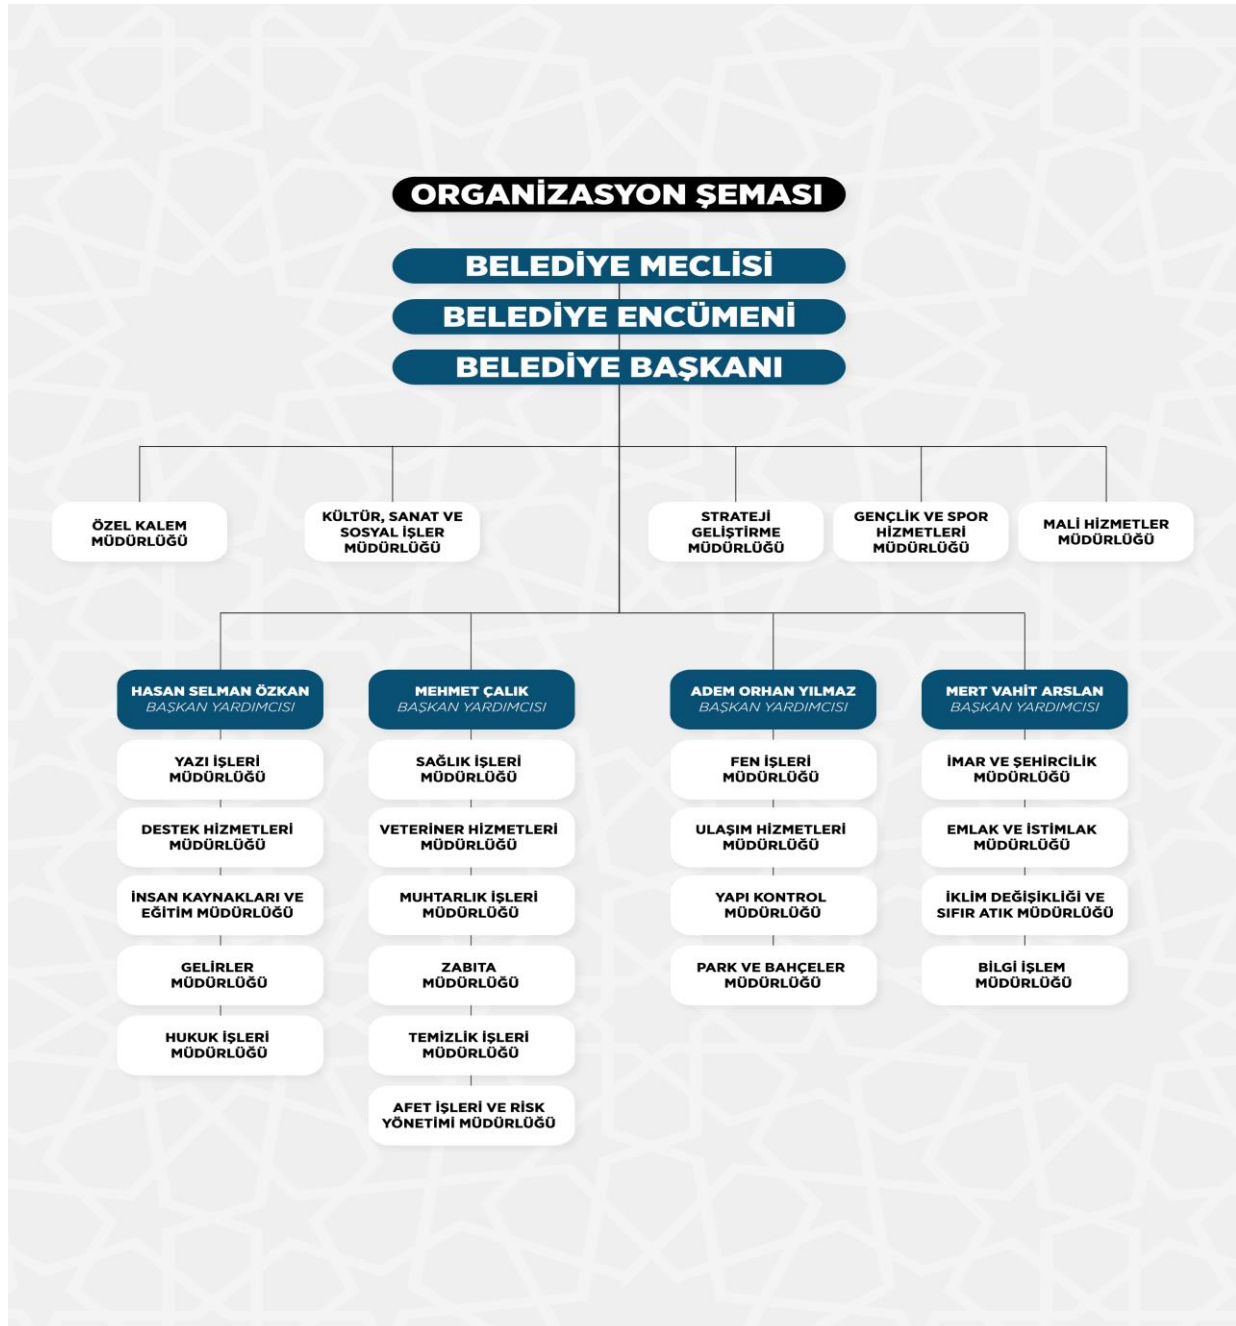 ORGANİZASYON ŞEMASI
BELEDİYE MECLİSİ
BELEDİYE ENCÜMENİ
BELEDİYE BAŞKANI
ÖZEL KALEM
MÜDÜRLÜĞÜ
KÜLTÜR, SANAT VE
SOSYAL İŞLER
MÜDÜRLÜĞÜ
STRATEJİ
GELİŞTİRME
MÜDÜRLÜĞÜ
GENÇLİK VE SPOR
HİZMETLERİ
MÜDÜRLÜĞÜ
MALİ HİZMETLER
MÜDÜRLÜĞÜ
HASAN SELMAN ÖZKAN
BAŞKAN YARDIMCISI
YAZI İŞLERİ
MÜDÜRLÜĞÜ
DESTEK HİZMETLERİ
MÜDÜRLÜĞÜ
İNSAN KAYNAKLARI VE
EĞİTİM MÜDÜRLÜĞÜ
GELİRLER
MÜDÜRLÜĞÜ
HUKUK İŞLERİ
MÜDÜRLÜĞÜ
MEHMET ÇALIK
BAŞKAN YARDIMCISI
SAĞLIK İŞLERİ
MÜDÜRLÜĞÜ
VETERİNER HİZMETLERİ
MÜDÜRLÜĞÜ
MUHTARLIK İŞLERİ
MÜDÜRLÜĞÜ
ZABITA
MÜDÜRLÜĞÜ
TEMİZLİK İŞLERİ
MÜDÜRLÜĞÜ
AFET İŞLERİ VE RİSK
YÖNETİMİ MÜDÜRLÜĞÜ
ADEM ORHAN YILMAZ
BAŞKAN YARDIMCISI
FEN İŞLERİ
MÜDÜRLÜĞÜ
ULAŞIM HİZMETLERİ
MÜDÜRLÜĞÜ
YAPI KONTROL
MÜDÜRLÜĞÜ
PARK VE BAHÇELER
MÜDÜRLÜĞÜ
MERT VAHİT ARSLAN
BAŞKAN YARDIMCISI
İMAR VE ŞEHİRCİLİK
MÜDÜRLÜĞÜ
EMLAK VE İSTİMLAK
MÜDÜRLÜĞÜ
İKLİM DEĞİŞİKLİĞİ VE
SIFIR ATIK MÜDÜRLÜĞÜ
BİLGİ İŞLEM
MÜDÜRLÜĞÜ